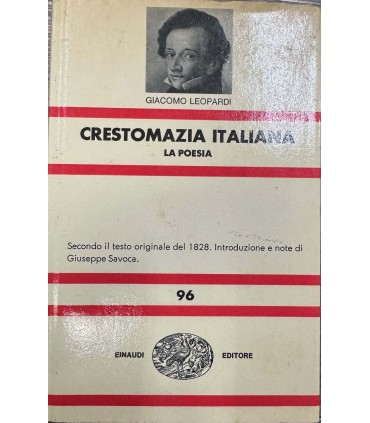 GIACOMO LEOPARDI
CRESTOMAZIA ITALIANA
LA POESIA
Secondo il testo originale del 1828. Introduzione e note di
Giuseppe Savoca.
96
EINAUDI EDITORE